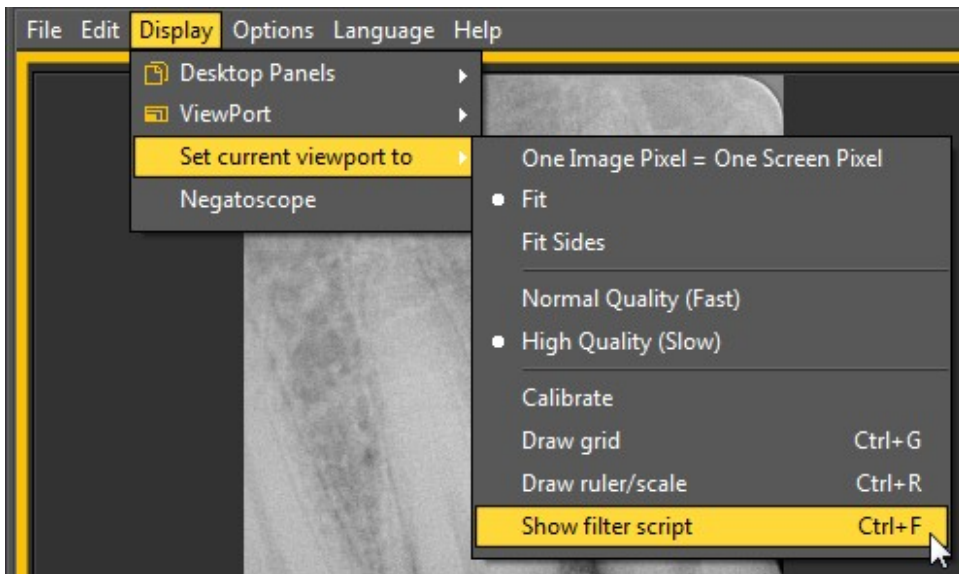 File Edit Display Options Language Help
Desktop Panels
ViewPort
Set current viewport to
Negatoscope
One Image Pixel = One Screen Pixel
Fit
Fit Sides
Normal Quality (Fast)
High Quality (Slow)
Calibrate
Draw grid Ctrl+G
Draw ruler/scale Ctrl+R
Show filter script Ctrl+F